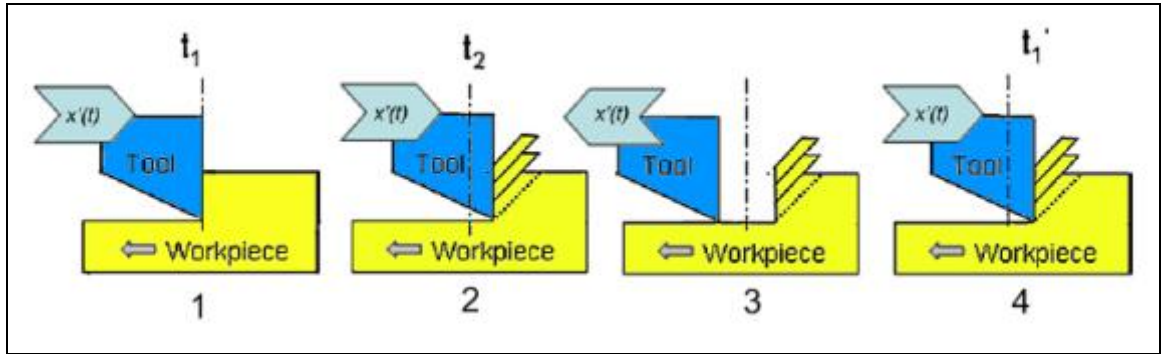 t1 t2 t1'
x'(t) x'(t) x'(t) x'(t)
Tool Tool Tool Tool
Workpiece Workpiece Workpiece Workpiece
1 2 3 4